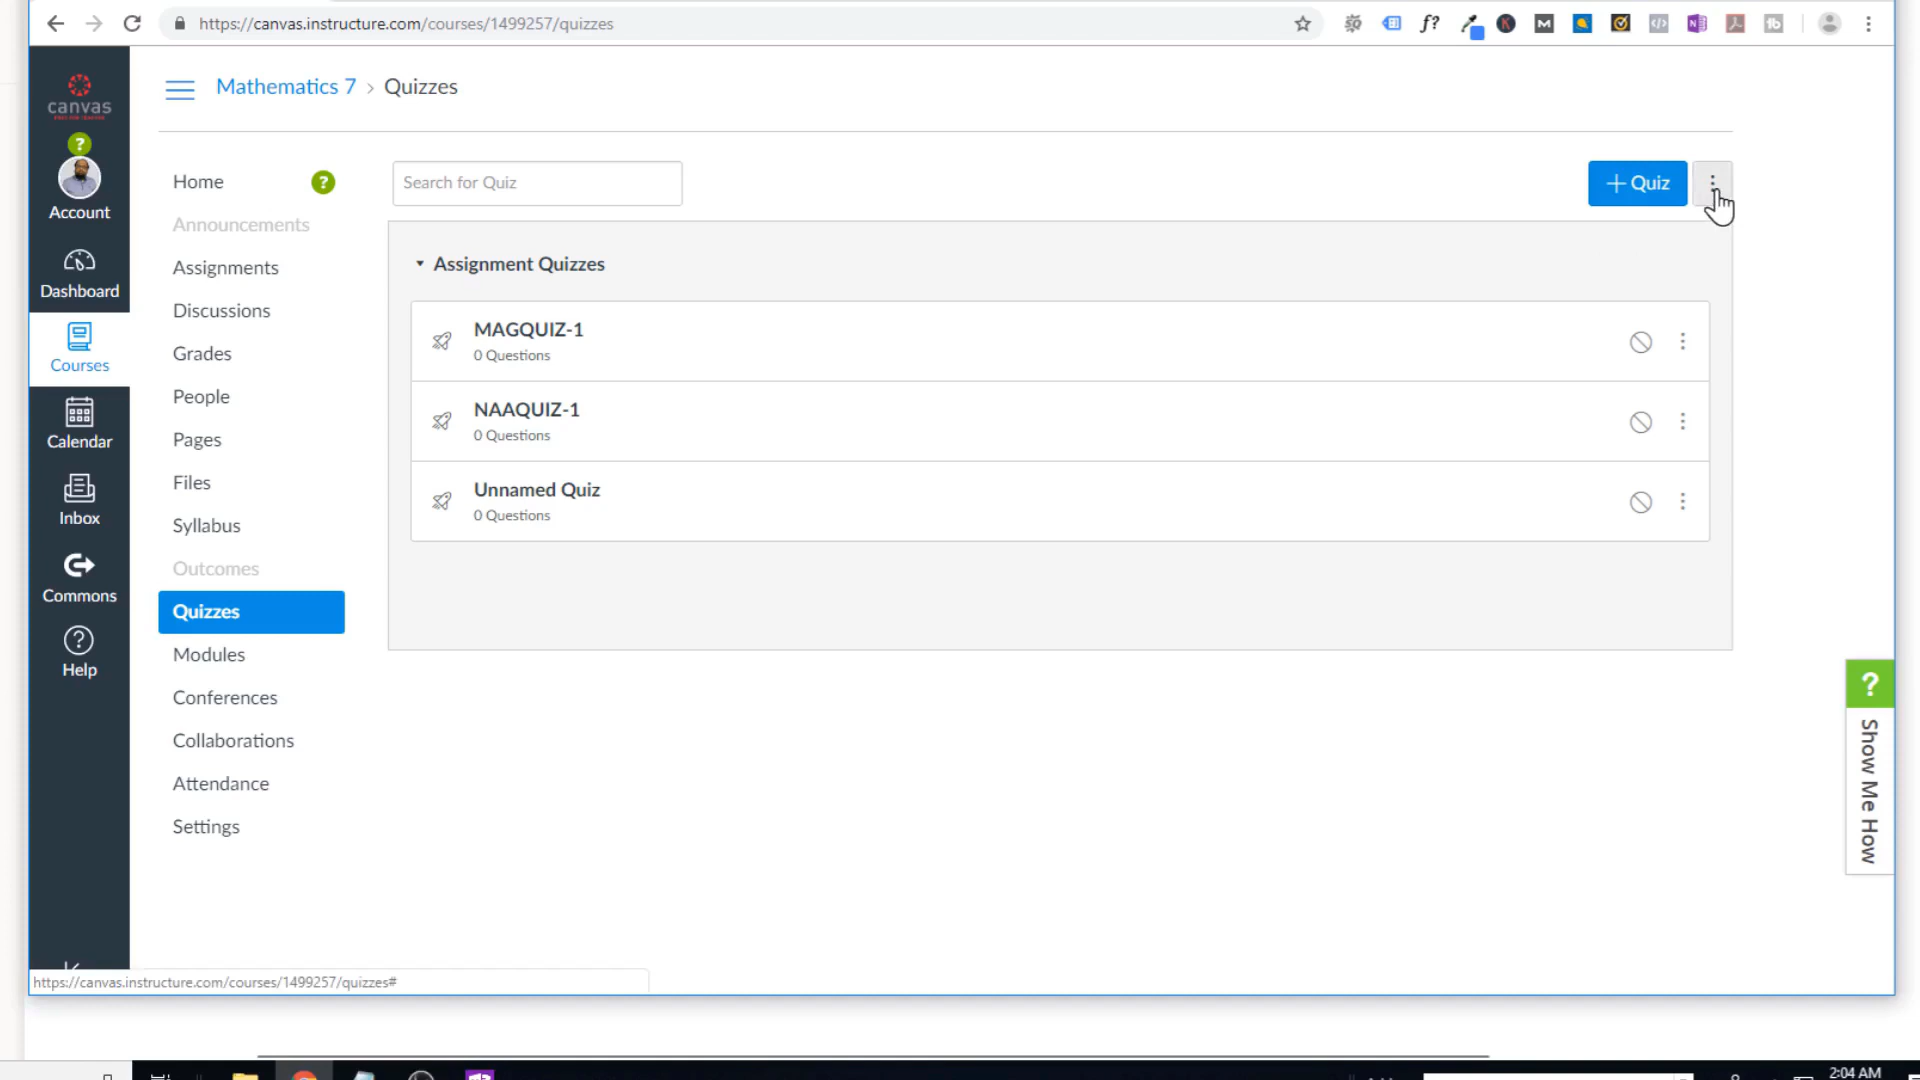 https://canvas.instructure.com/courses/1499257/quizzes
f?
canvas
Account
Dashboard
Courses
Calendar
Inbox
Commons
Help
Mathematics 7 > Quizzes
Home
Announcements
Assignments
Discussions
Grades
People
Pages
Files
Syllabus
Outcomes
Quizzes
Modules
Conferences
Collaborations
Attendance
Settings
Search for Quiz
+ Quiz
Assignment Quizzes
MAGQUIZ-1
0 Questions
NAAQUIZ-1
0 Questions
Unnamed Quiz
0 Questions
? Show Me How
https://canvas.instructure.com/courses/1499257/quizzes#
2:04 AM